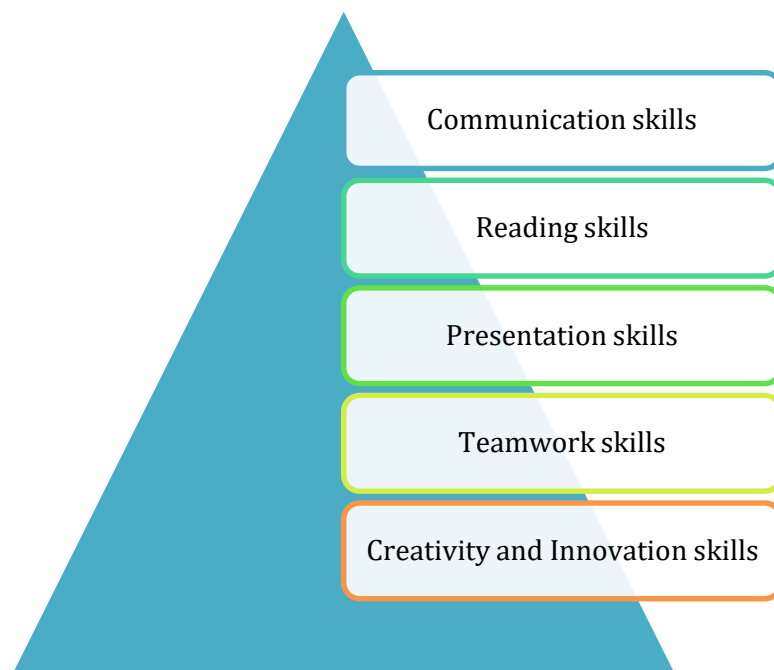 Communication skills
Reading skills
Presentation skills
Teamwork skills
Creativity and Innovation skills